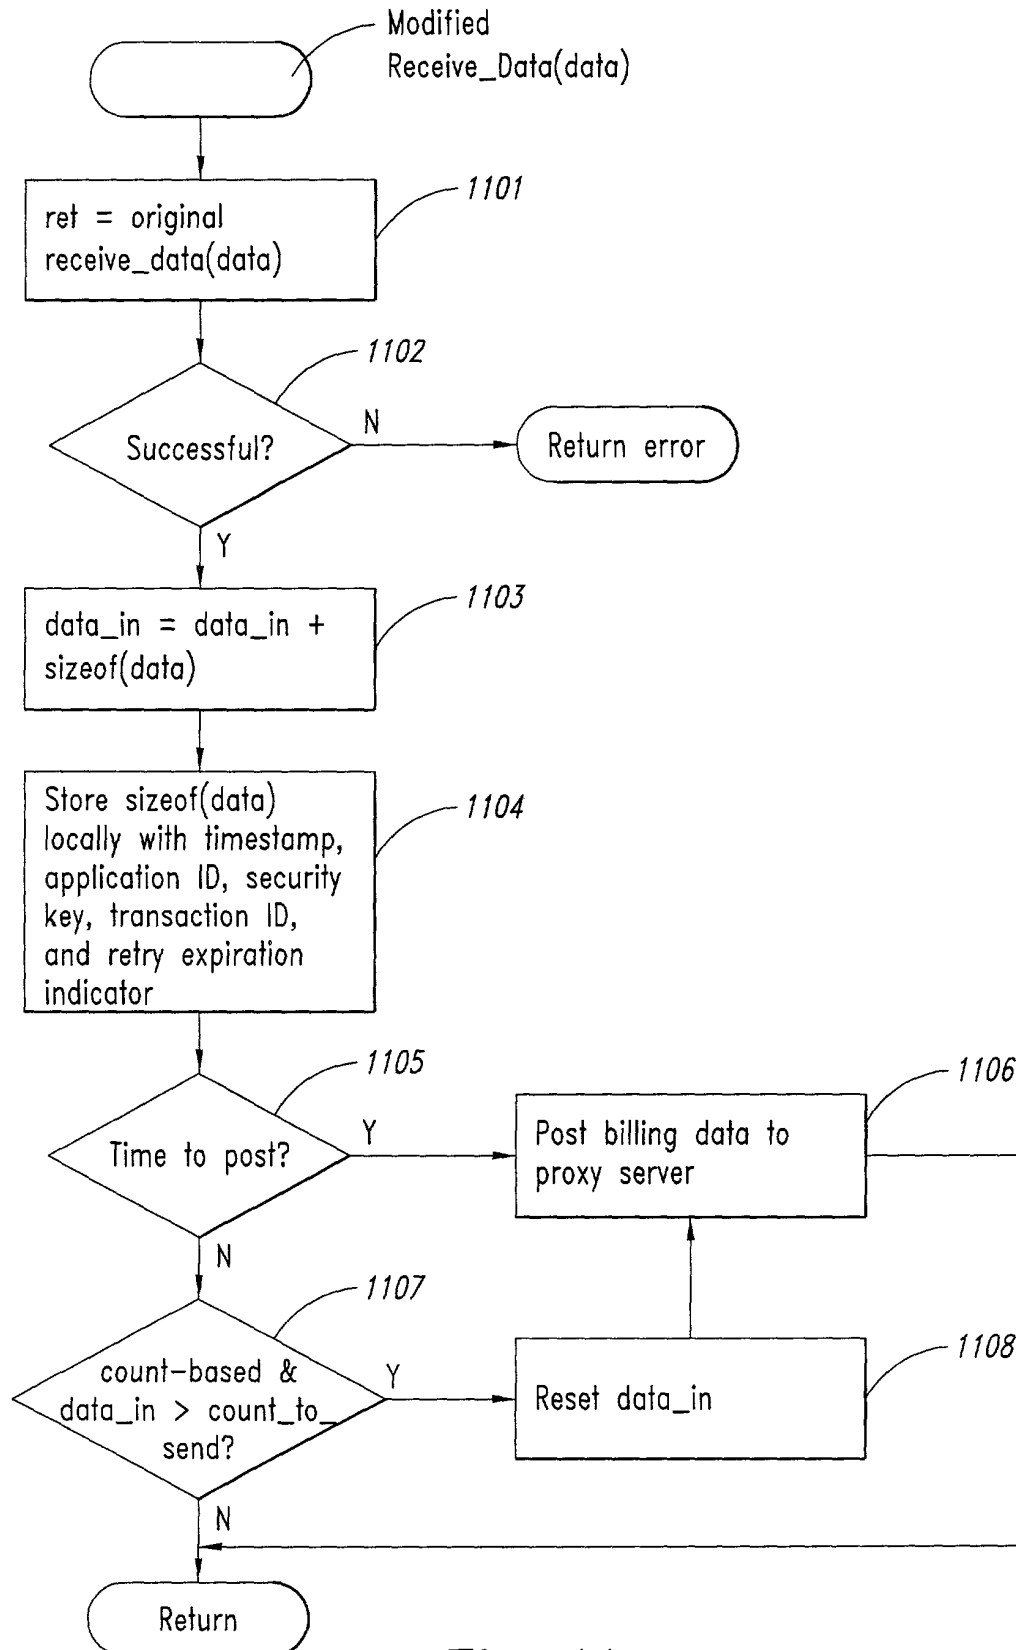 Modified
Receive_Data(data)
1101
ret = original
receive_data(data)
1102
Successful?
N
Return error
Y
1103
data_in = data_in +
sizeof(data)
1104
Store sizeof(data)
locally with timestamp,
application ID, security
key, transaction ID,
and retry expiration
indicator
1105
Time to post?
Y
1106
Post billing data to
proxy server
N
1107
count-based &
data_in > count_to_
send?
Y
1108
Reset data_in
N
Return